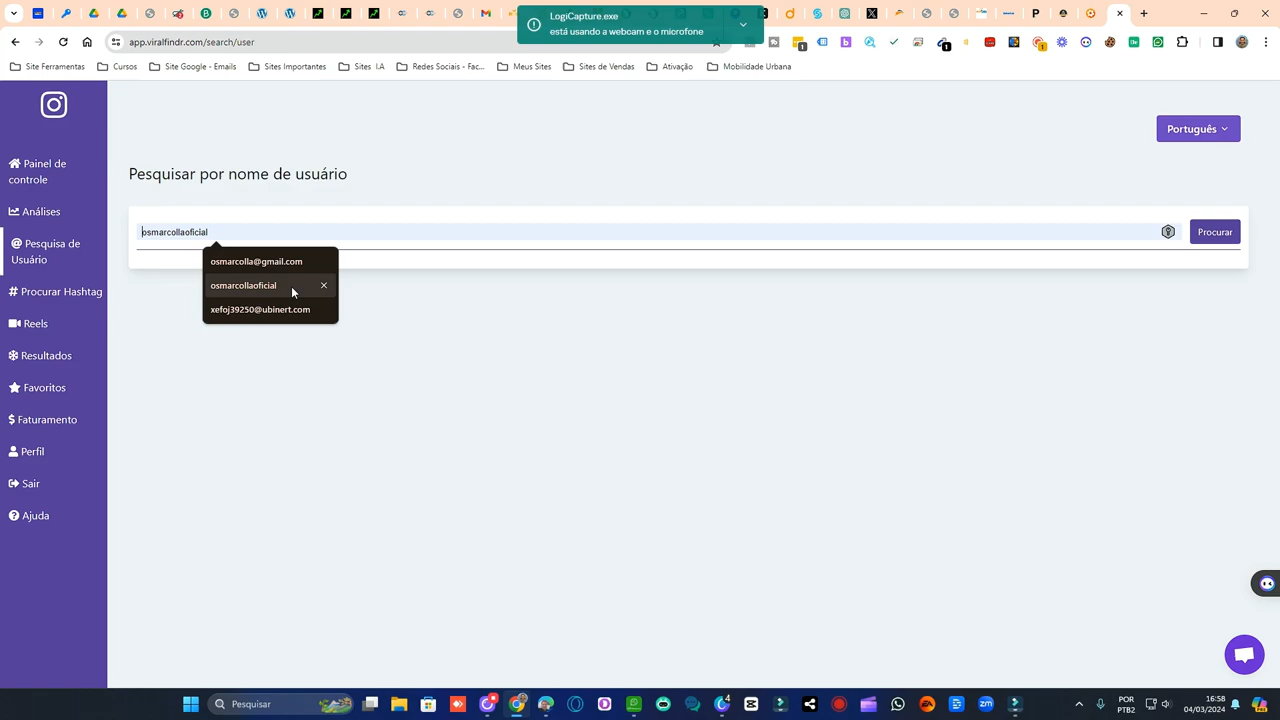 LogiCapture.exe
está usando a webcam e o microfone
app.viralfindr.com/search/user
Site Ferramentas
Cursos
Site Google - Emails
Sites Importantes
Sites I.A
Redes Sociais - Fac...
Meus Sites
Sites de Vendas
Ativação
Mobilidade Urbana
Português
Painel de
controle
Análises
Pesquisa de
Usuário
# Procurar Hashtag
Reels
Resultados
Favoritos
$ Faturamento
Perfil
Sair
Ajuda
Pesquisar por nome de usuário
osmarcollaoficial
Procurar
osmarcolla@gmail.com
osmarcollaoficial
xefoj39250@ubinert.com
Pesquisar
POR
PTB2
16:38
04/03/2024